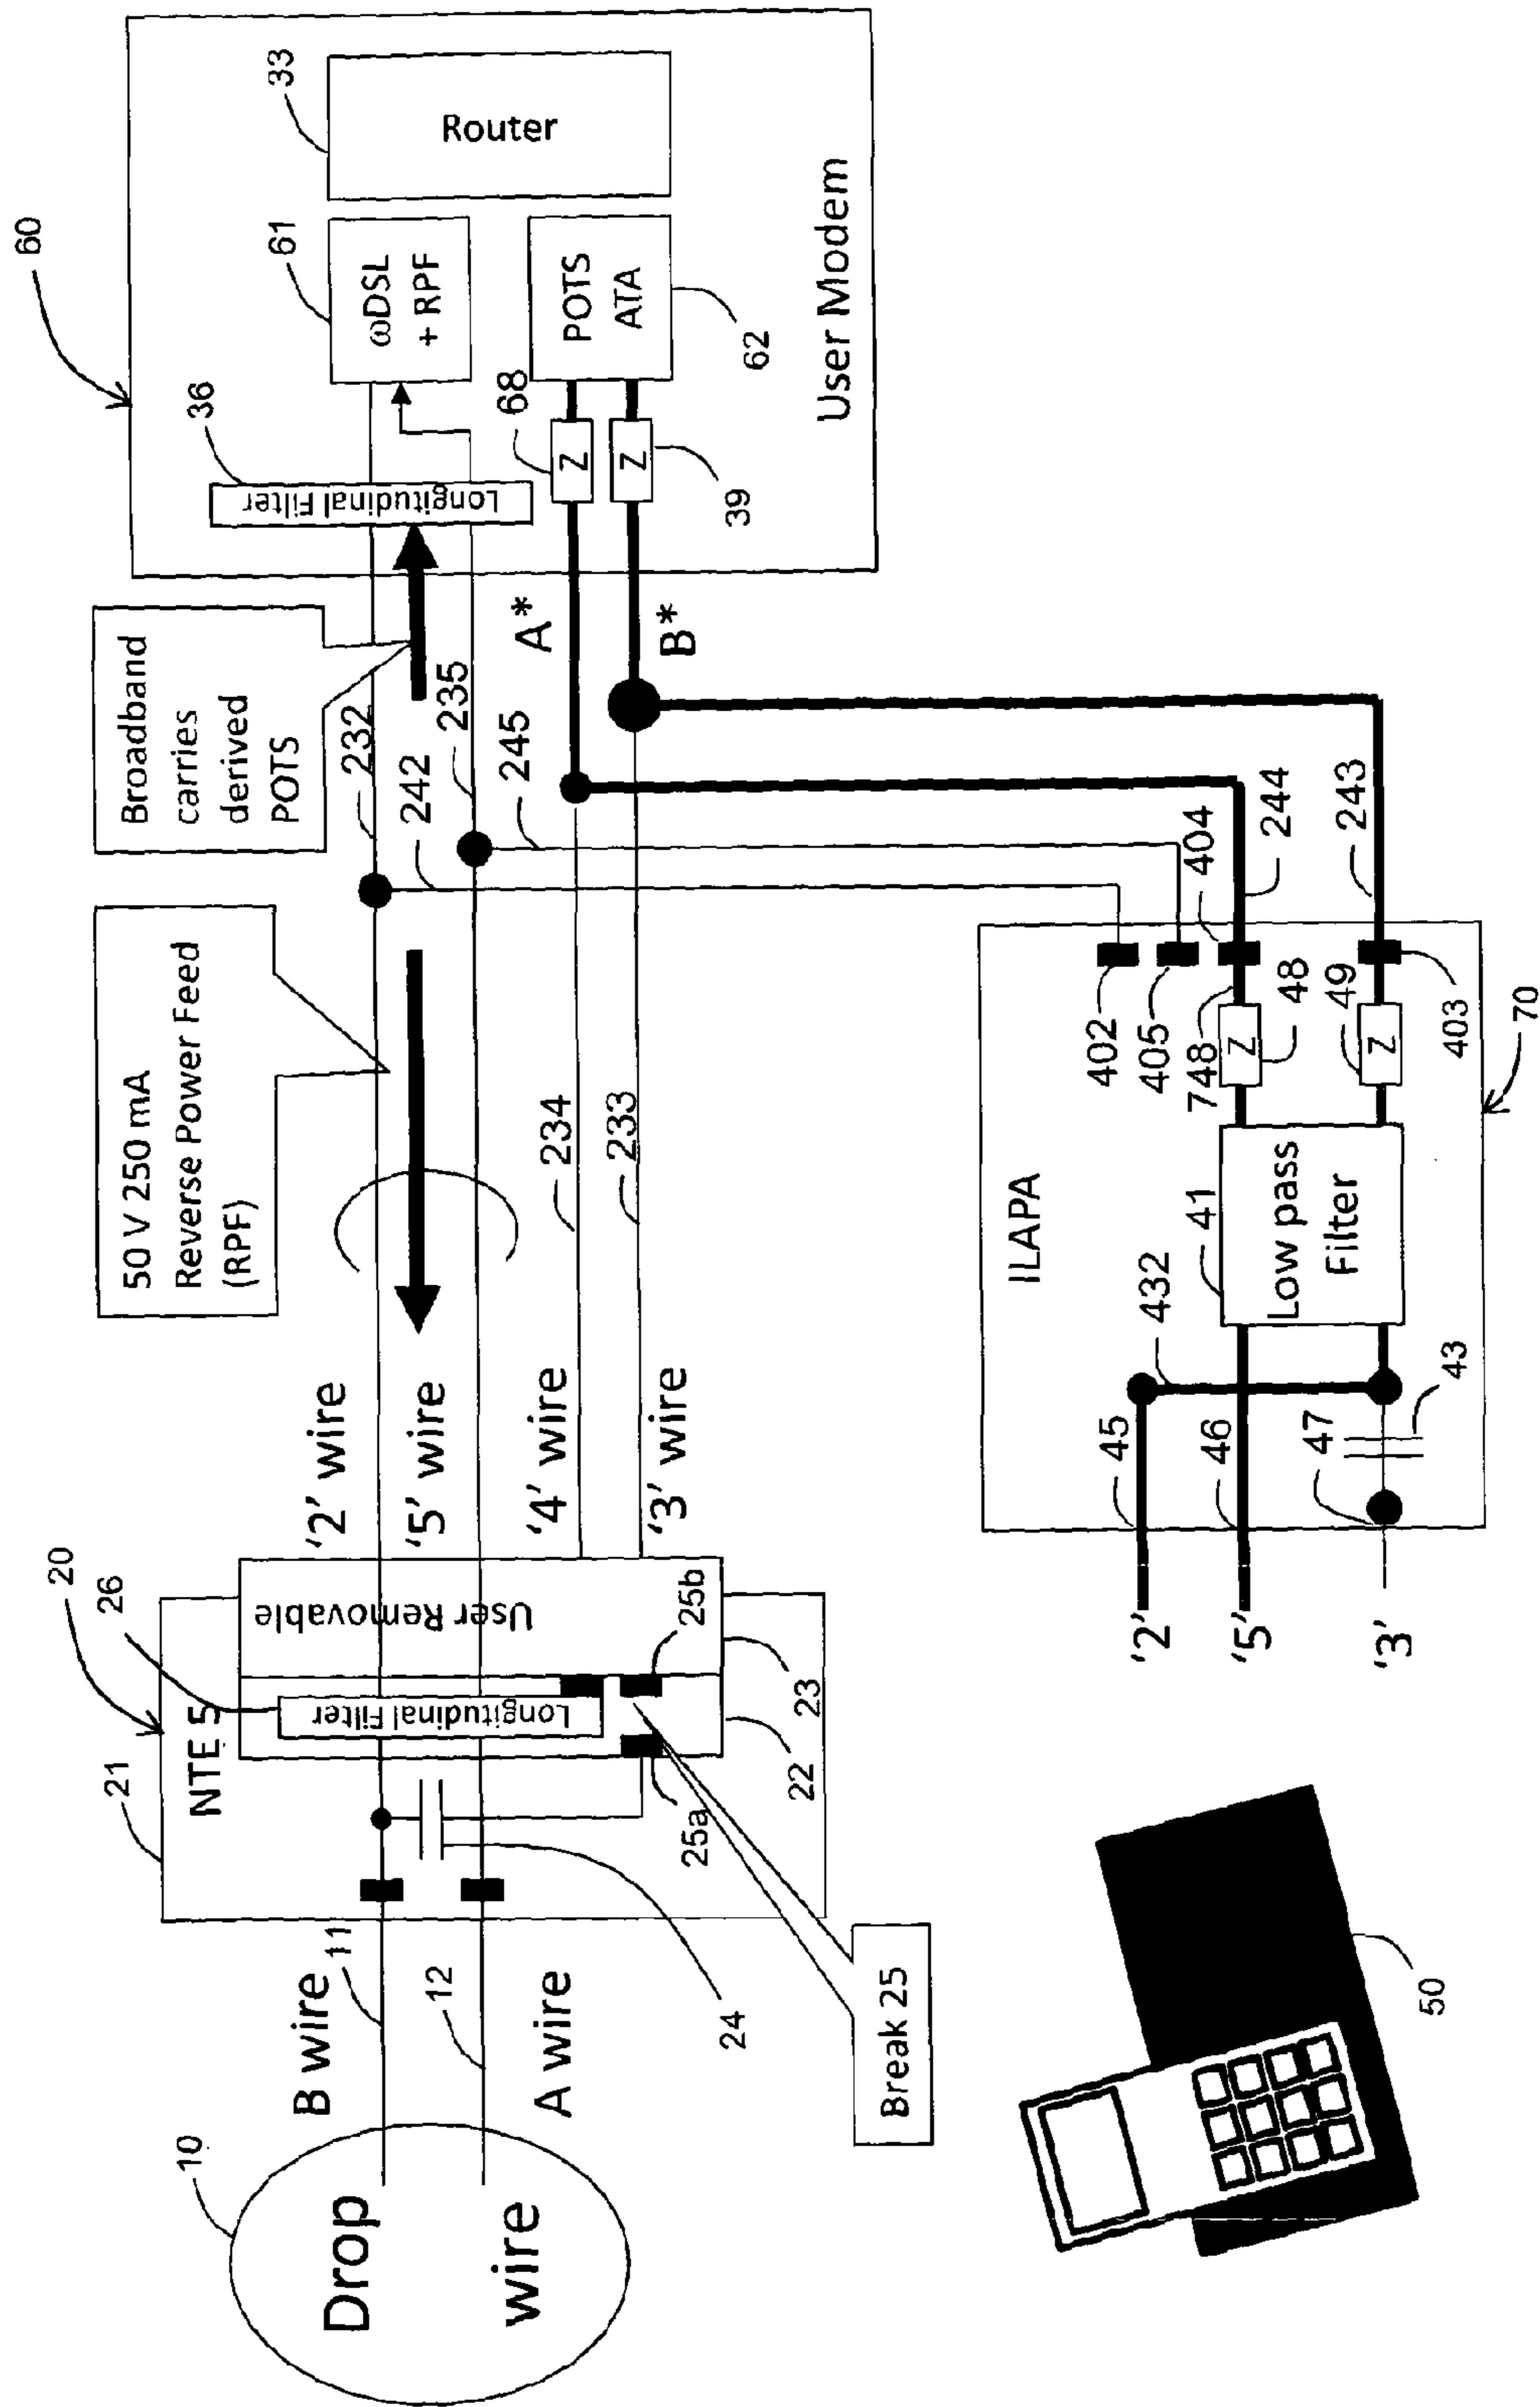 60
33
Router
61
ωDSL
+ RPF
36
Longitudinal Filter
POTS
ATA
62
68
Z
Z
39
User Modem
Broadband
carries
derived
POTS
232
235
242
245
A*
B*
50 V 250 mA
Reverse Power Feed
(RPF)
234
233
'2' wire
'5' wire
'4' wire
'3' wire
20
21
26
NTE 5
User Removable
Longitudinal Filter
25b
25a
23
22
24
Break 25
B wire
11
12
A wire
10
Drop
wire
ILAPA
402
405
404
244
243
748
48
Z
49
Z
403
70
41
Low pass
Filter
432
45
46
47
43
'2'
'5'
'3'
50